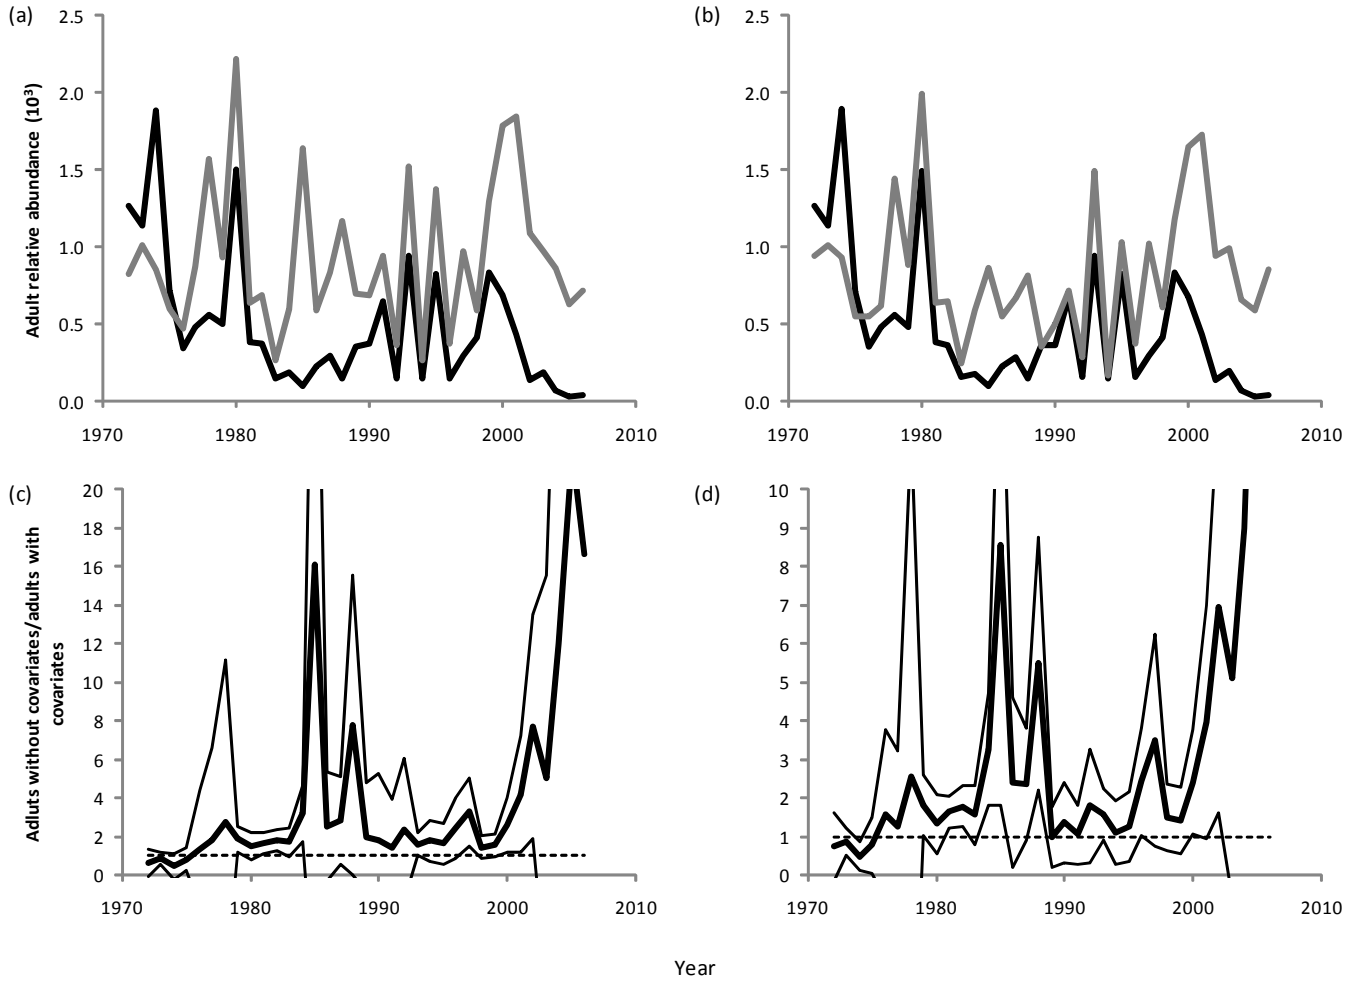 (a)
2.5
2.0
1.5
1.0
0.5
0.0
Adult relative abundance (10³)
1970 1980 1990 2000 2010
(b)
2.5
2.0
1.5
1.0
0.5
0.0
1970 1980 1990 2000 2010
(c)
20
18
16
14
12
10
8
6
4
2
0
Adluts without covariates/adults with
covariates
1970 1980 1990 2000 2010
(d)
10
9
8
7
6
5
4
3
2
1
0
1970 1980 1990 2000 2010
Year